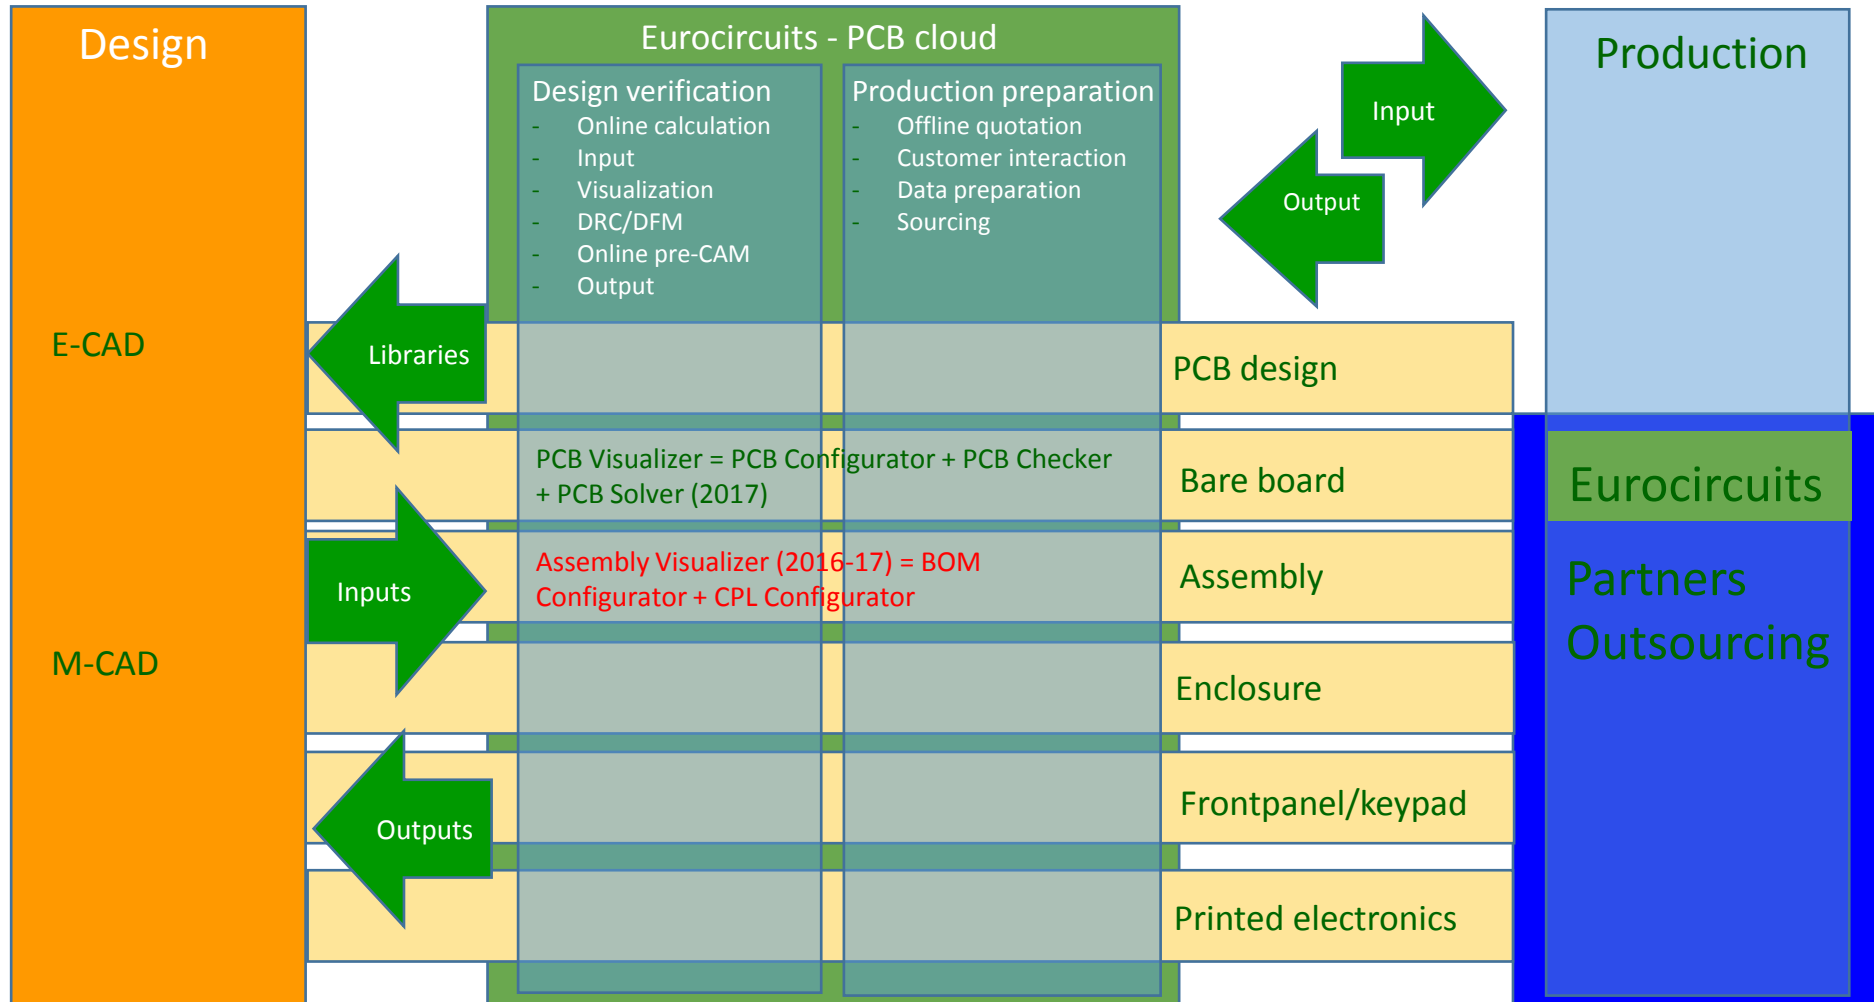 Design
E-CAD
M-CAD
Eurocircuits - PCB cloud
Design verification
- Online calculation
- Input
- Visualization
- DRC/DFM
- Online pre-CAM
- Output
Production preparation
- Offline quotation
- Customer interaction
- Data preparation
- Sourcing
Input
Output
Production
Libraries
PCB design
PCB Visualizer = PCB Configurator + PCB Checker
+ PCB Solver (2017)
Bare board
Eurocircuits
Inputs
Assembly Visualizer (2016-17) = BOM
Configurator + CPL Configurator
Assembly
Partners
Outsourcing
Enclosure
Outputs
Frontpanel/keypad
Printed electronics